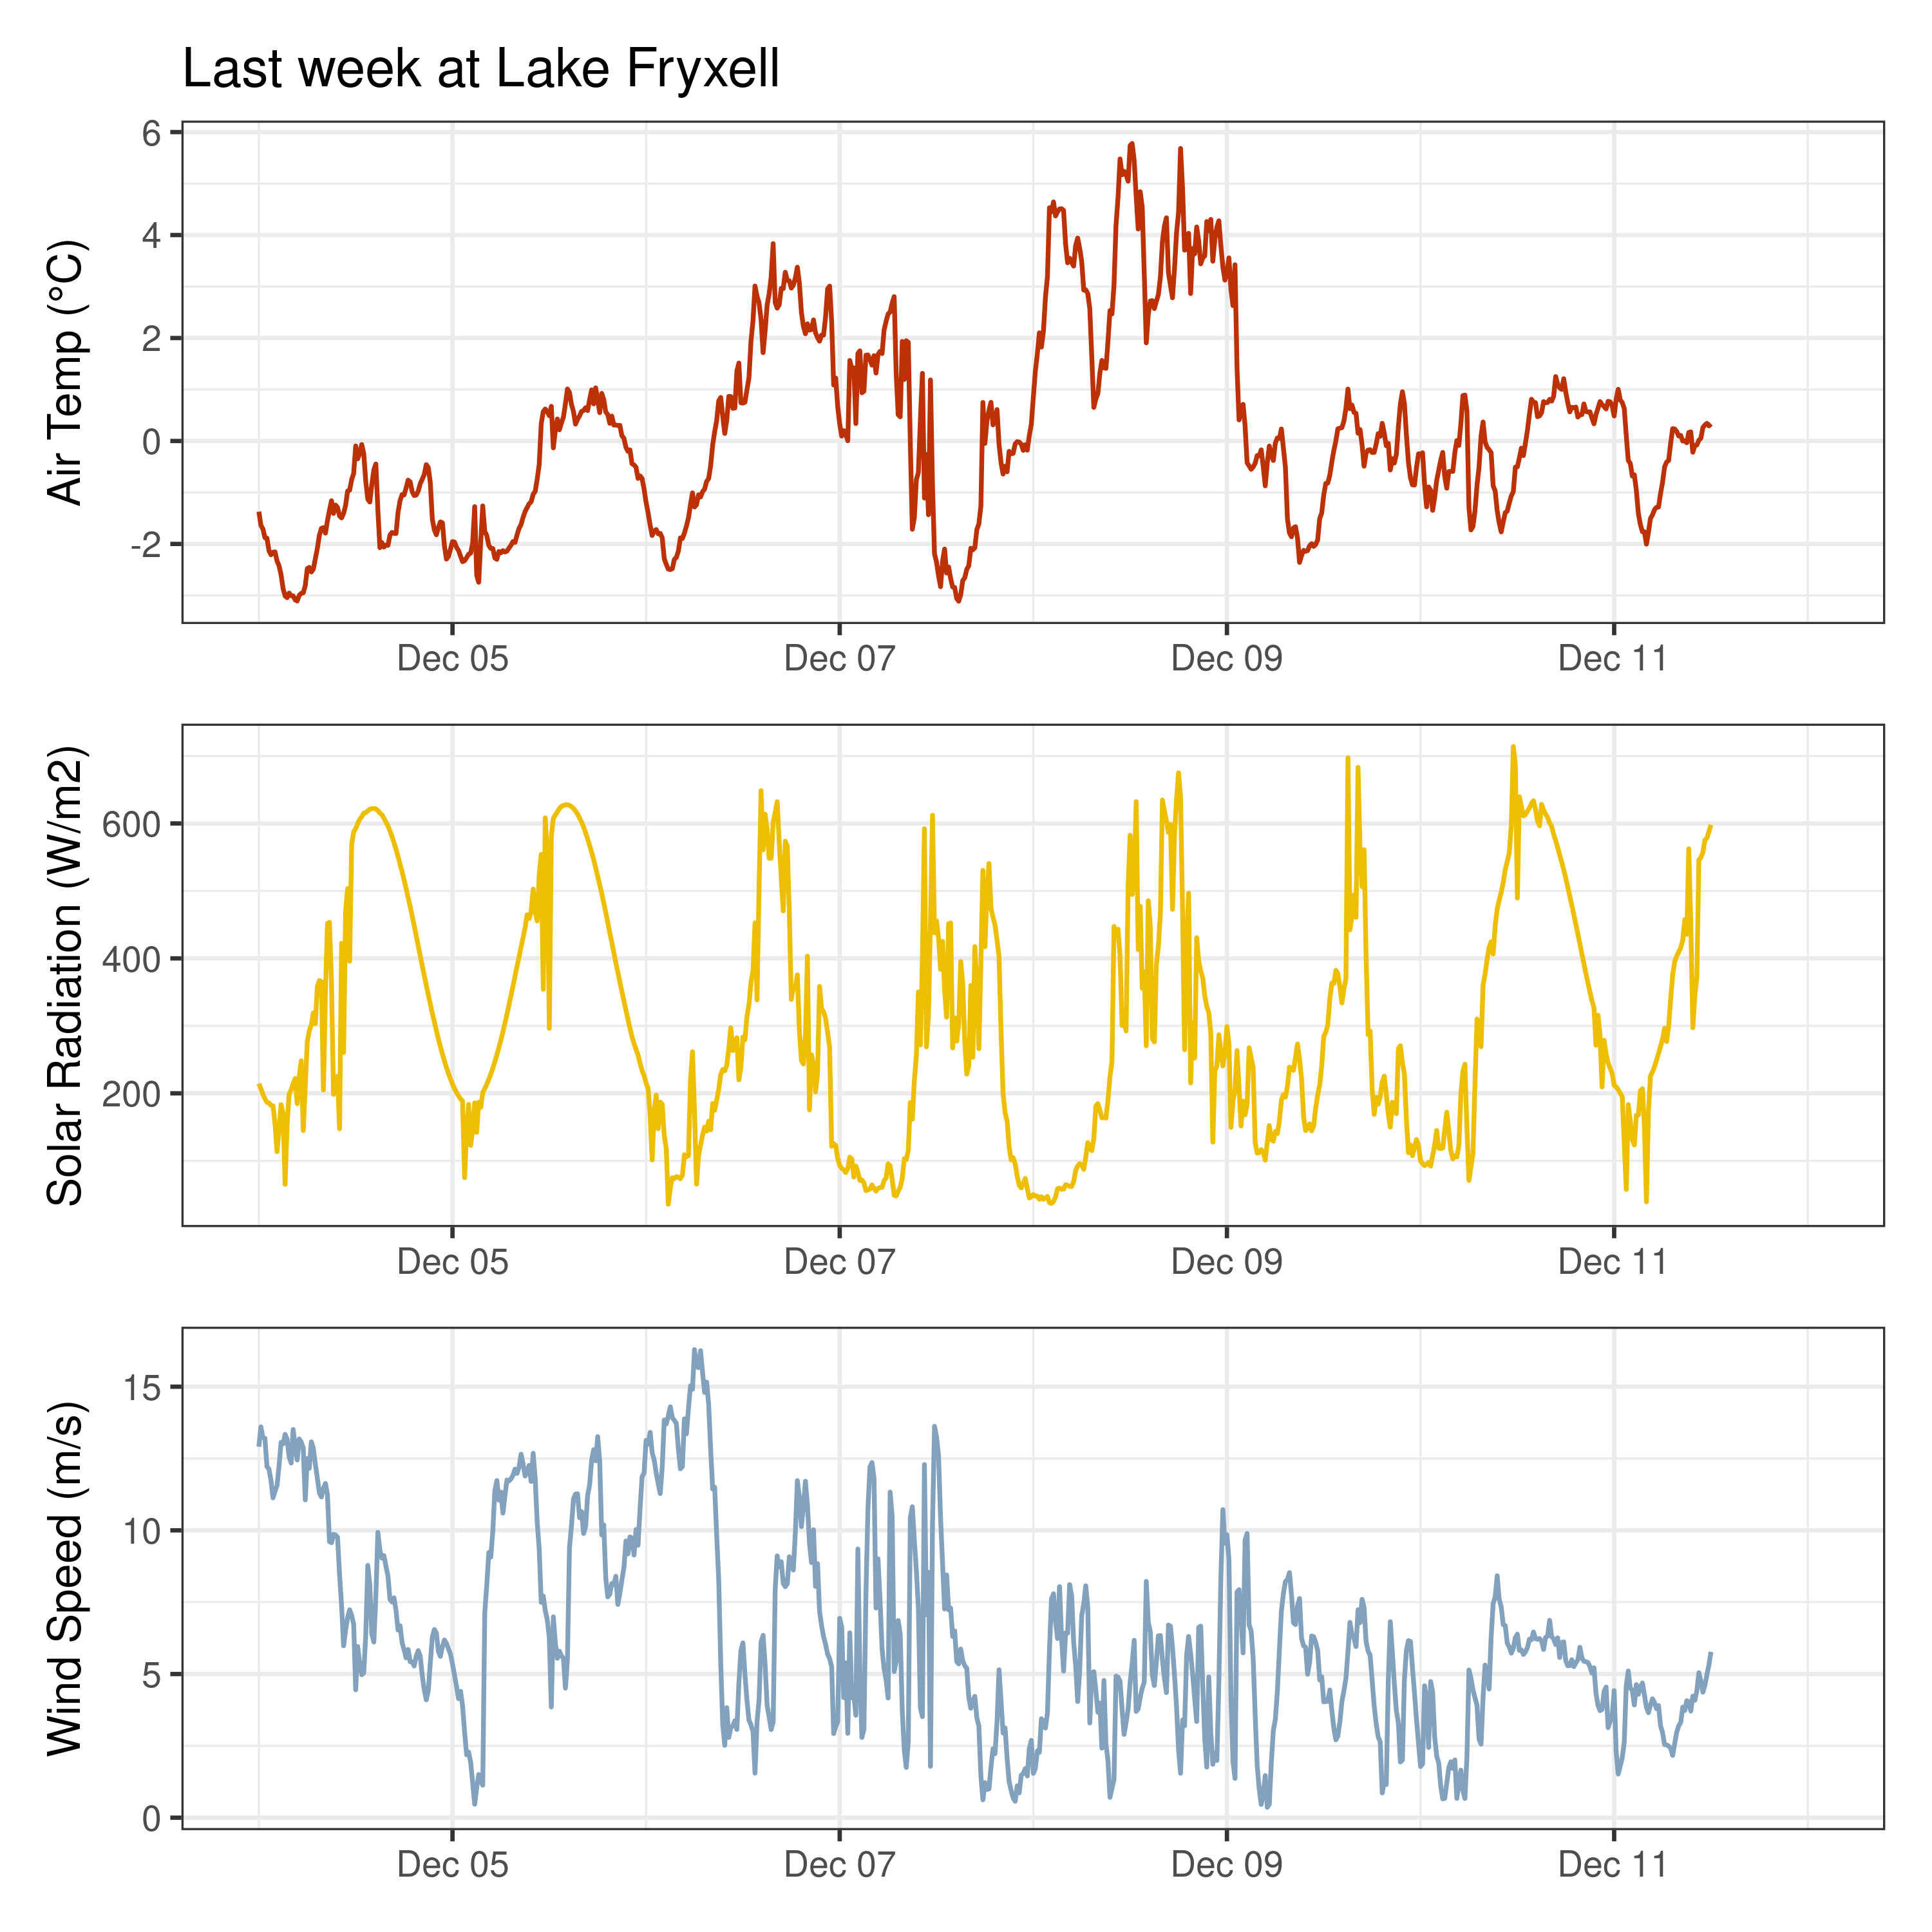 Last week at Lake Fryxell
Air Temp (°C)
6
4
2
0
-2
Dec 05 Dec 07 Dec 09 Dec 11
Solar Radiation (W/m2)
600
400
200
Dec 05 Dec 07 Dec 09 Dec 11
Wind Speed (m/s)
15
10
5
0
Dec 05 Dec 07 Dec 09 Dec 11